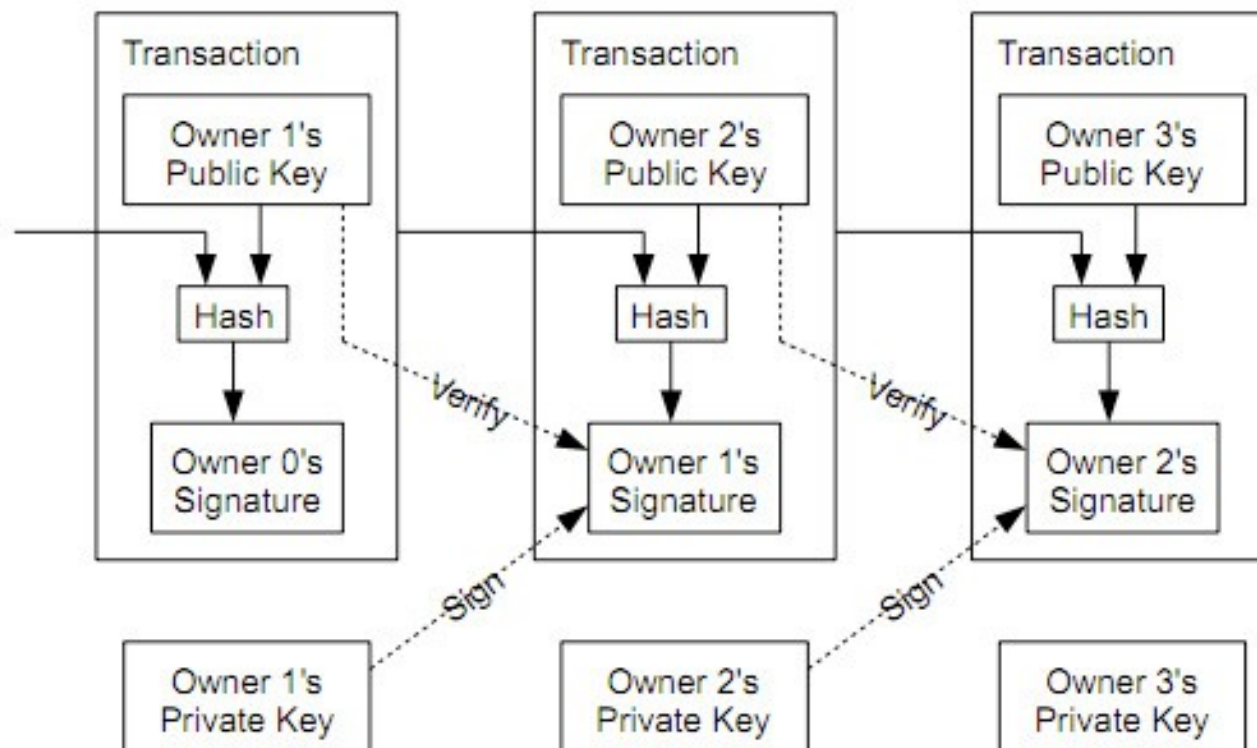 Transaction
Transaction
Transaction
Owner 1's
Public Key
Owner 2's
Public Key
Owner 3's
Public Key
Hash
Hash
Hash
Verify
Verify
Owner 0's
Signature
Owner 1's
Signature
Owner 2's
Signature
Sign
Sign
Owner 1's
Private Key
Owner 2's
Private Key
Owner 3's
Private Key